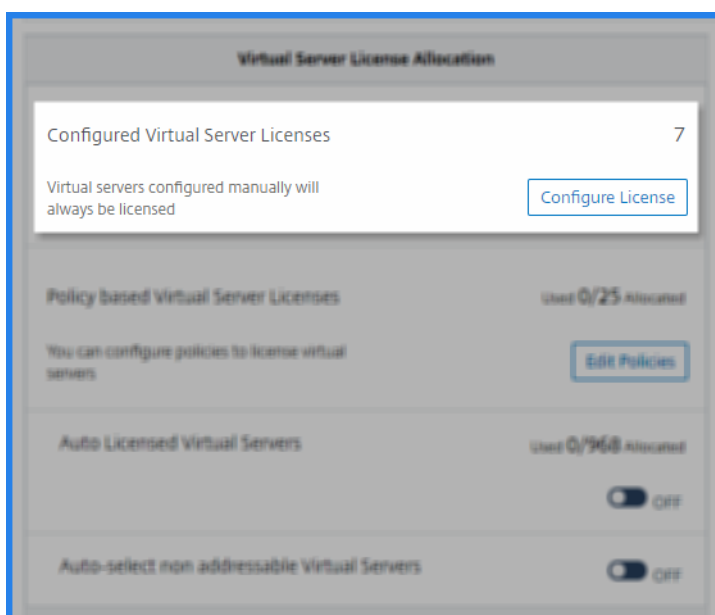 Virtual Server License Allocation
Configured Virtual Server Licenses 7
Virtual servers configured manually will
always be licensed
Configure License
Policy based Virtual Server Licenses Used 0/25 Allocated
You can configure policies to license virtual
servers
Edit Policies
Auto Licensed Virtual Servers Used 0/968 Allocated
OFF
Auto-select non addressable Virtual Servers OFF